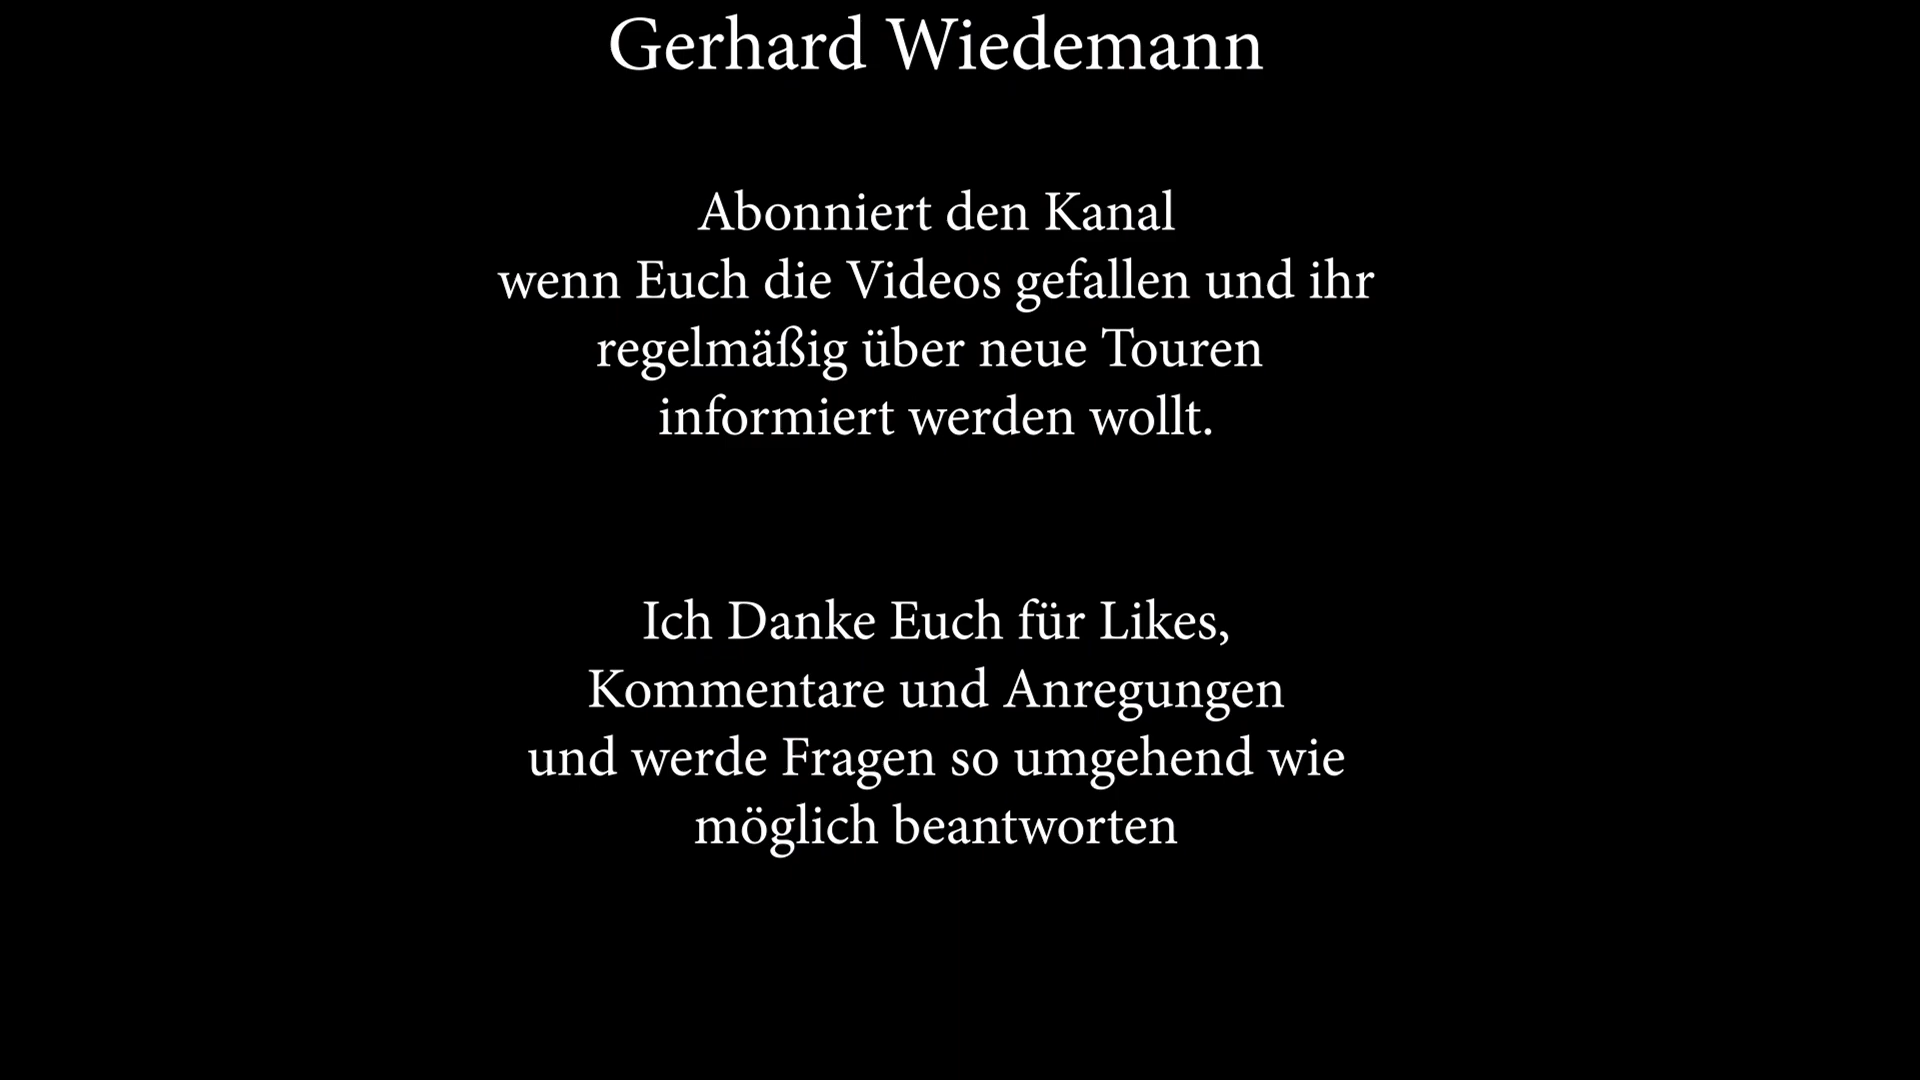 Gerhard Wiedemann
Abonniert den Kanal
wenn Euch die Videos gefallen und ihr
regelmäßig über neue Touren
informiert werden wollt.
Ich Danke Euch für Likes,
Kommentare und Anregungen
und werde Fragen so umgehend wie
möglich beantworten